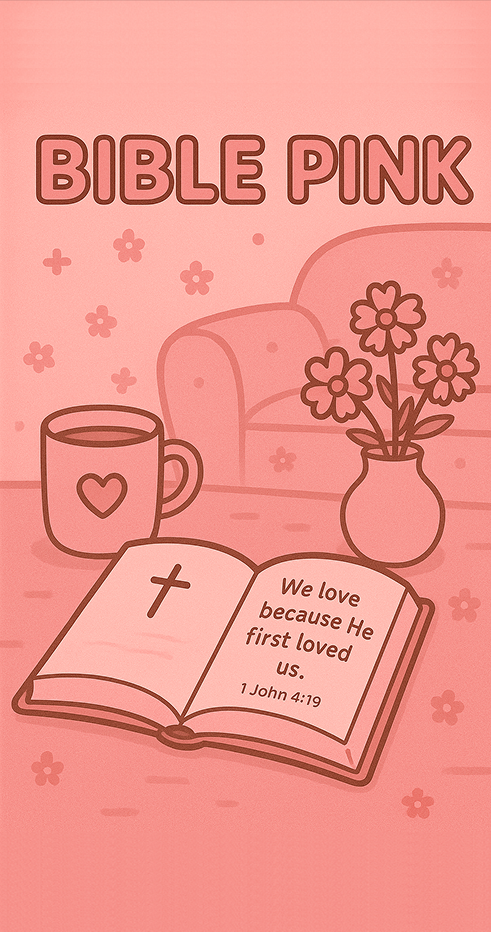 BIBLE PINK
We love
because He
first loved
us.
1 John 4:19